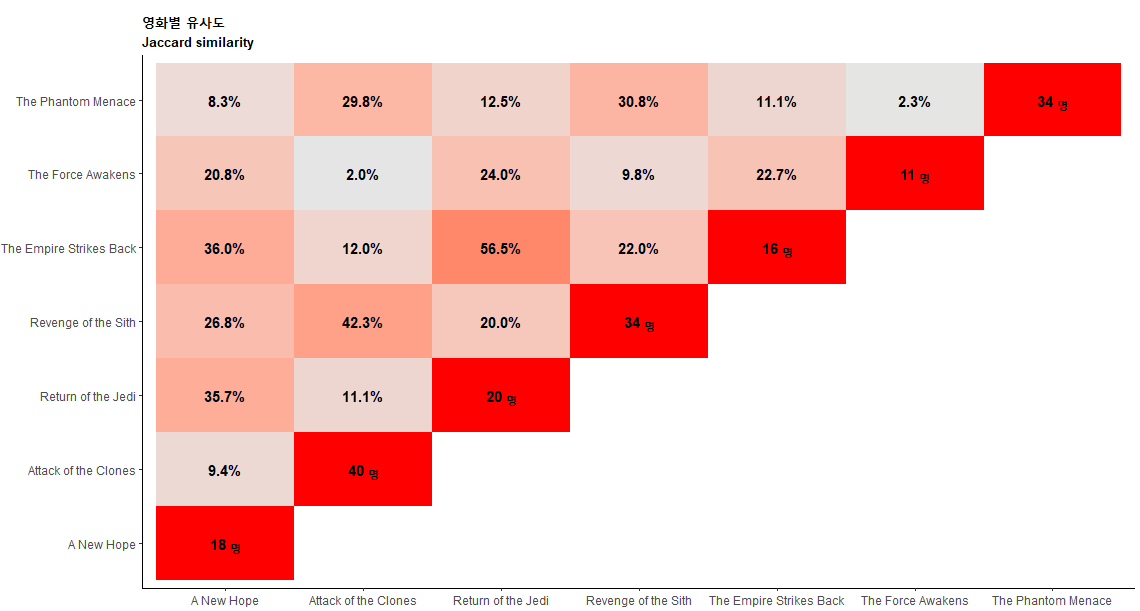 영화별 유사도
Jaccard similarity
The Phantom Menace 8.3% 29.8% 12.5% 30.8% 11.1% 2.3% 34 명
The Force Awakens 20.8% 2.0% 24.0% 9.8% 22.7% 11 명
The Empire Strikes Back 36.0% 12.0% 56.5% 22.0% 16 명
Revenge of the Sith 26.8% 42.3% 20.0% 34 명
Return of the Jedi 35.7% 11.1% 20 명
Attack of the Clones 9.4% 40 명
A New Hope 18 명
A New Hope Attack of the Clones Return of the Jedi Revenge of the Sith The Empire Strikes Back The Force Awakens The Phantom Menace